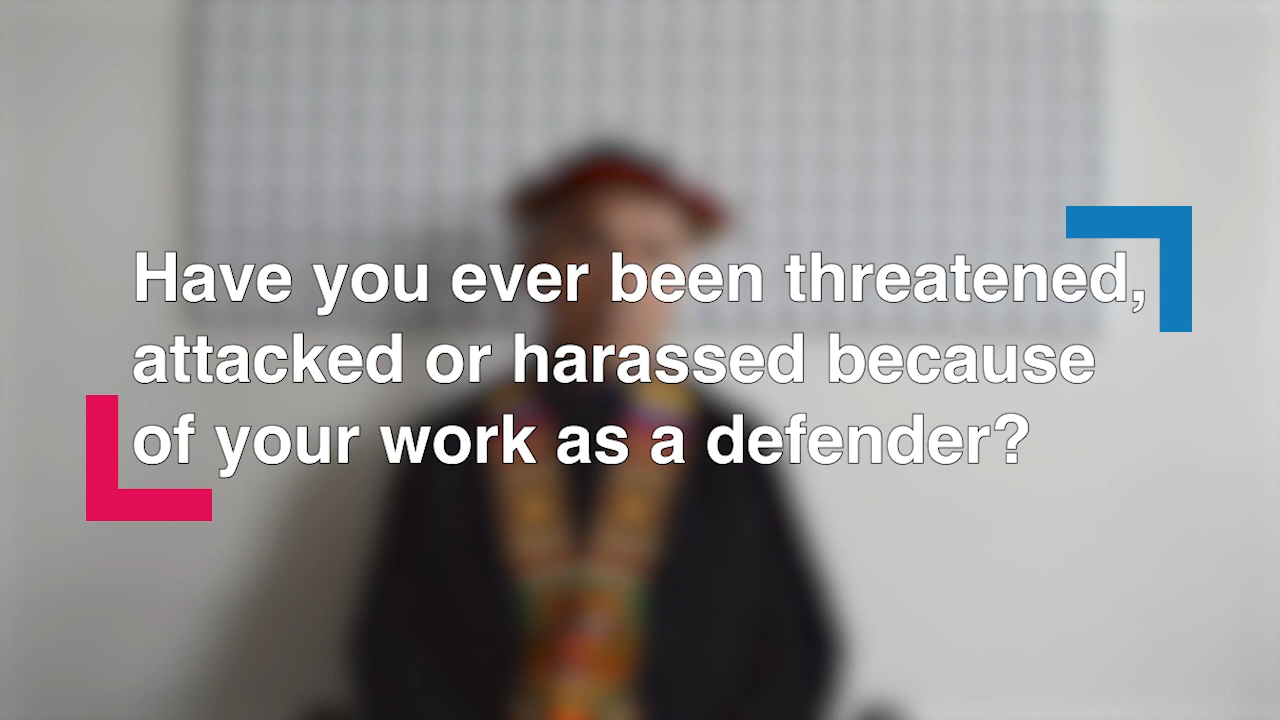 Have you ever been threatened,
attacked or harassed because
of your work as a defender?